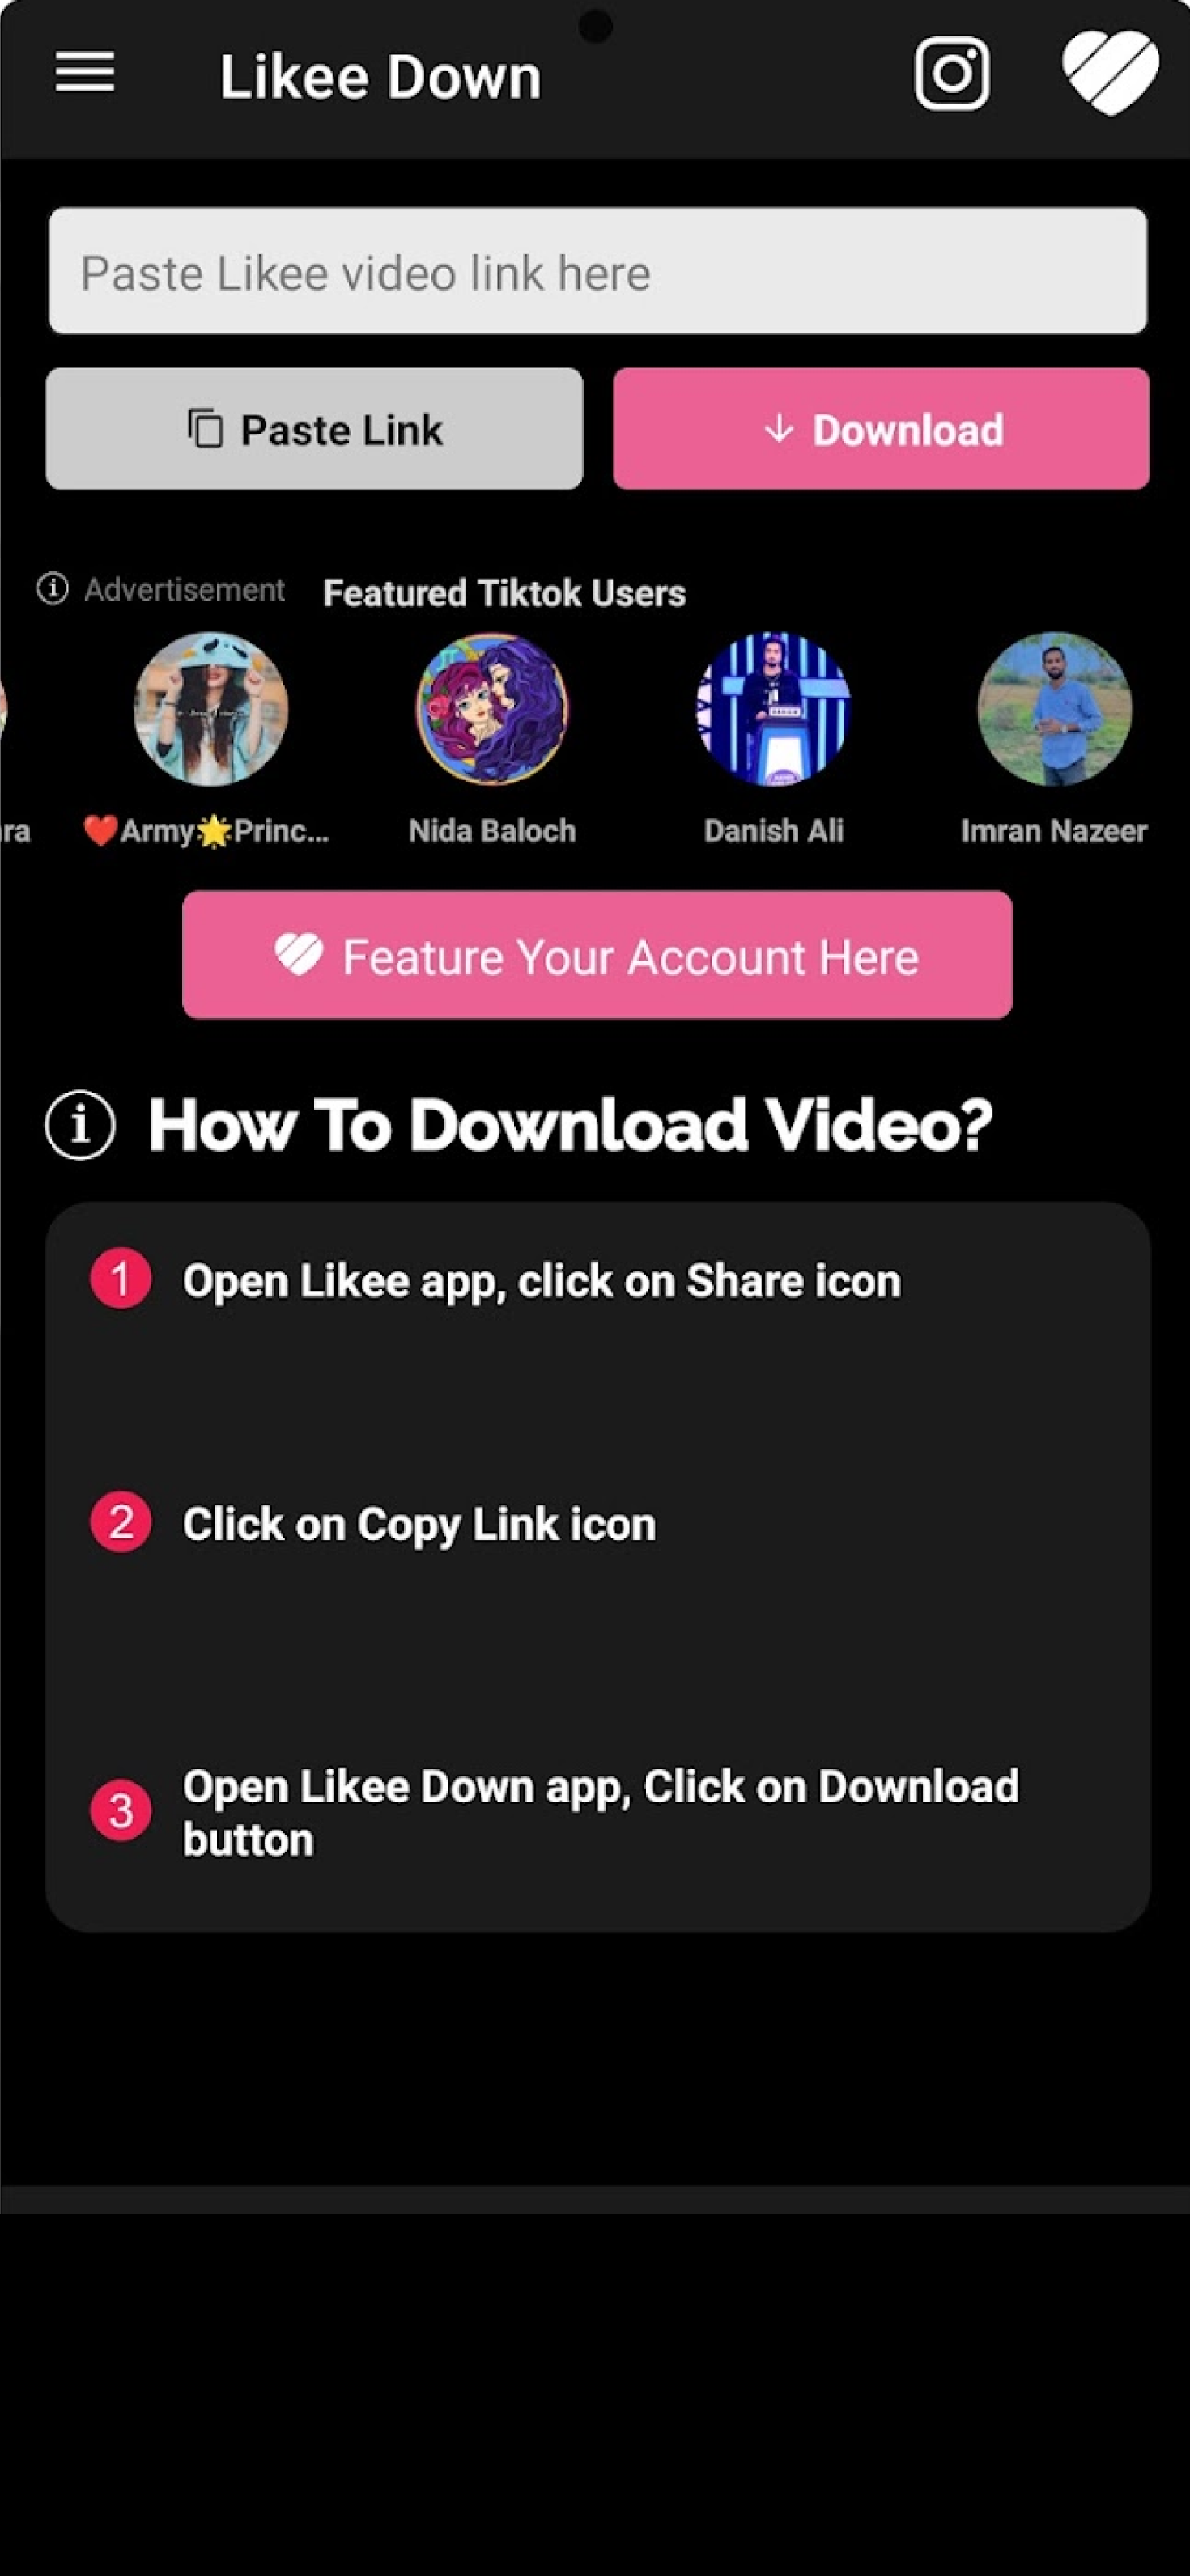 Likee Down
Paste Likee video link here
Paste Link
Download
Advertisement
Featured Tiktok Users
ra
❤️Army🌟Princ...
Nida Baloch
Danish Ali
Imran Nazeer
Feature Your Account Here
How To Download Video?
1 Open Likee app, click on Share icon
2 Click on Copy Link icon
3 Open Likee Down app, Click on Download
button